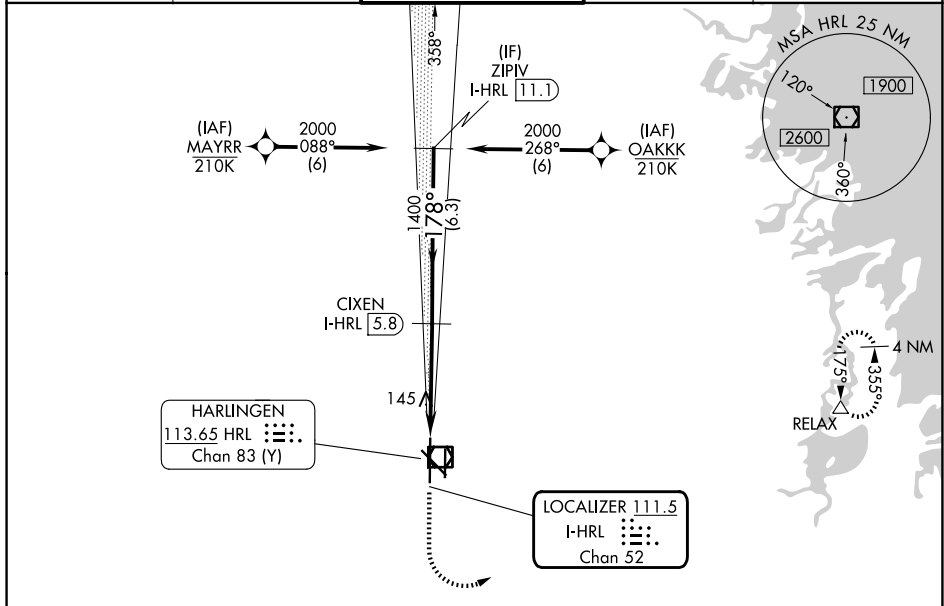 358°
(IF)
ZIPIV
I-HRL 11.1
MSA HRL 25 NM
120°
1900
2600
360°
(IAF)
MAYRR
210K
2000
088°
(6)
2000
268°
(6)
(IAF)
OAKKK
210K
1400
178°
(6.3)
CIXEN
I-HRL 5.8
145
4 NM
175°
355°
RELAX
HARLINGEN
113.65 HRL
Chan 83 (Y)
LOCALIZER 111.5
I-HRL
Chan 52